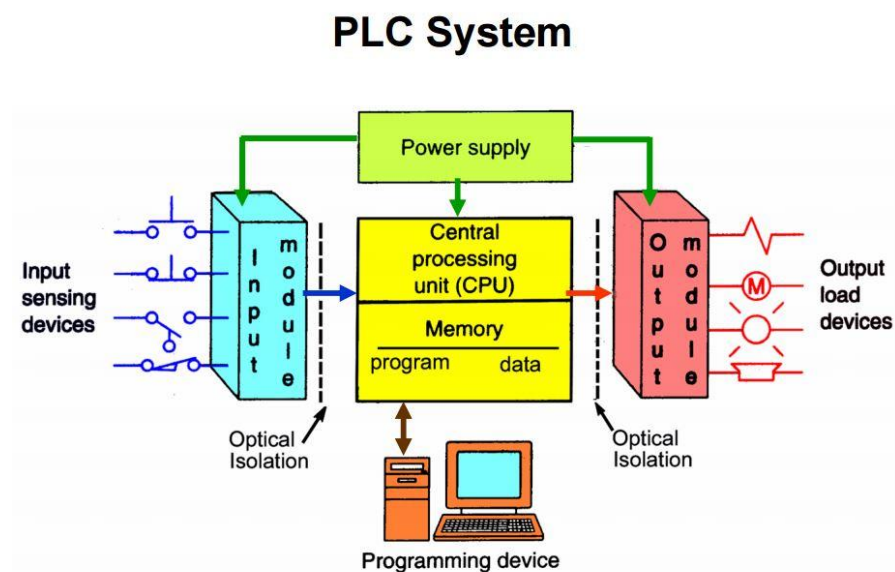 PLC System
Power supply
Input
module
Central
processing
unit (CPU)
Memory
program data
Output
module
Input
sensing
devices
Output
load
devices
M
Optical
Isolation
Optical
Isolation
Programming device